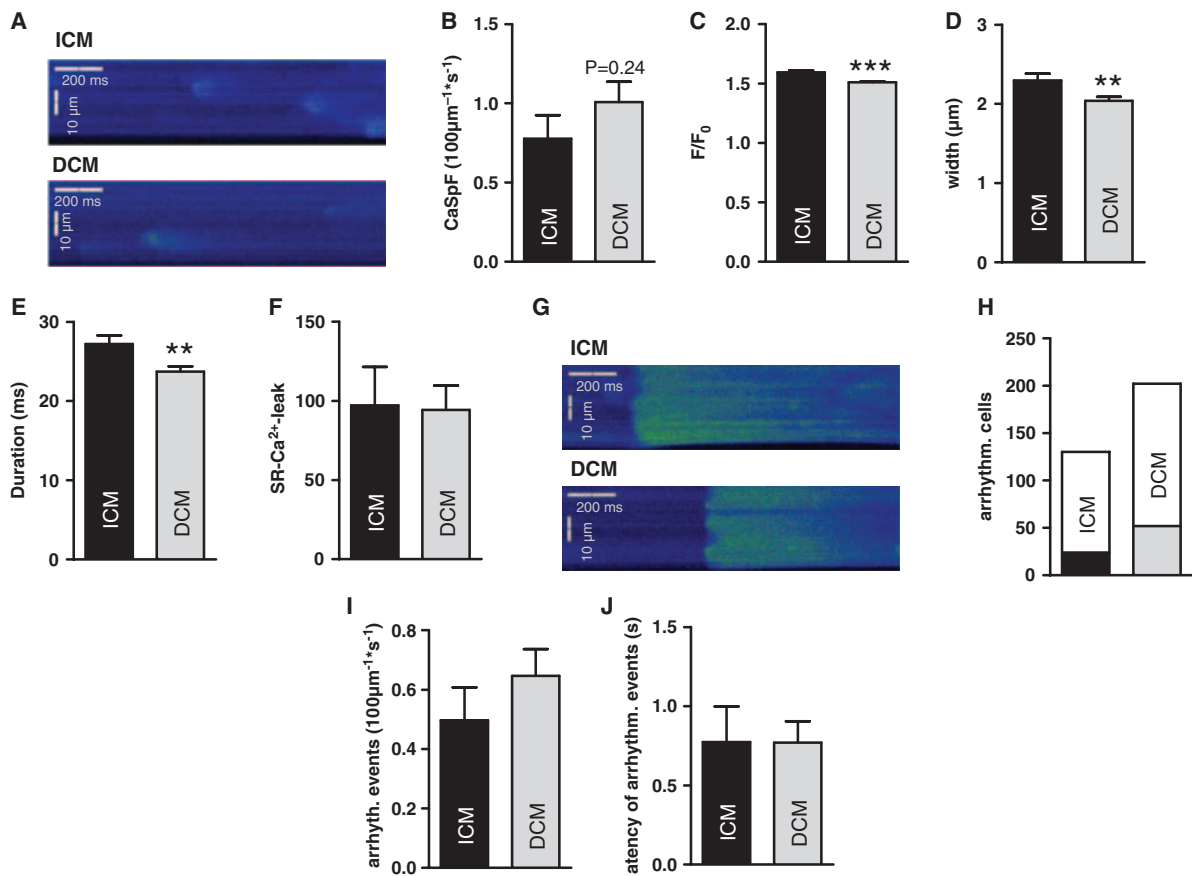 A
ICM
200 ms
10 µm
DCM
200 ms
10 µm
B
CaSpF (100µm⁻¹*s⁻¹)
1.5
1.0
0.5
0.0
P=0.24
ICM
DCM
C
F/F₀
2.0
1.5
1.0
0.5
0.0
***
ICM
DCM
D
width (µm)
3
2
1
0
**
ICM
DCM
E
Duration (ms)
30
20
10
0
**
ICM
DCM
F
SR-Ca²⁺-leak
150
100
50
0
ICM
DCM
G
ICM
200 ms
10 µm
DCM
200 ms
10 µm
H
arrhythm. cells
250
200
150
100
50
0
ICM
DCM
I
arrhyth. events (100µm⁻¹*s⁻¹)
0.8
0.6
0.4
0.2
0.0
ICM
DCM
J
atency of arrhythm. events (s)
1.5
1.0
0.5
0.0
ICM
DCM